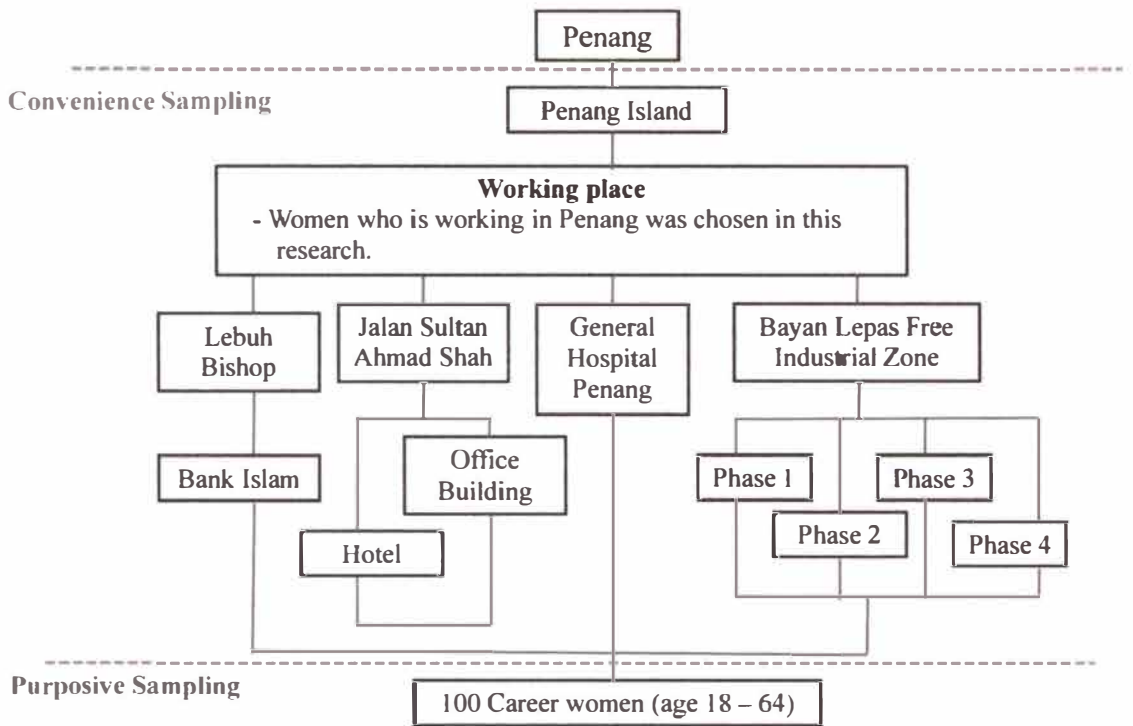 Penang
Convenience Sampling
Penang Island
Working place
- Women who is working in Penang was chosen in this
research.
Lebuh
Bishop
Jalan Sultan
Ahmad Shah
General
Hospital
Penang
Bayan Lepas Free
Industrial Zone
Bank Islam
Office
Building
Hotel
Phase 1
Phase 2
Phase 3
Phase 4
Purposive Sampling
100 Career women (age 18 – 64)